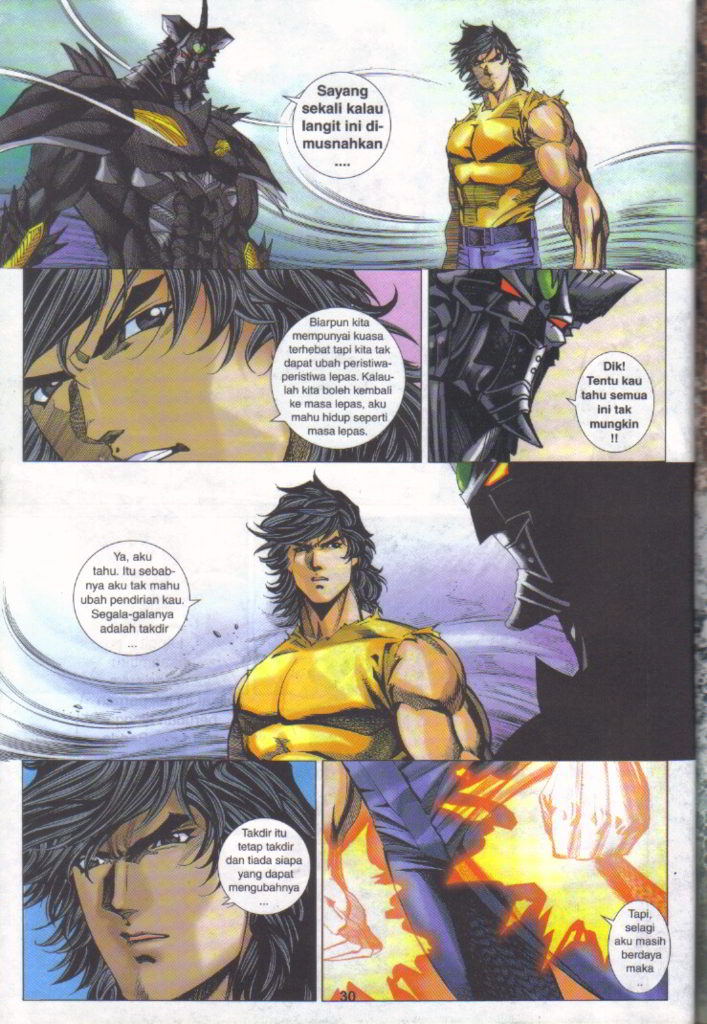 Sayang
sekali kalau
langit ini di-
musnahkan
....
Biarpun kita
mempunyai kuasa
terhebat tapi kita tak
dapat ubah peristiwa-
peristiwa lepas. Kalau-
lah kita boleh kembali
ke masa lepas, aku
mahu hidup seperti
masa lepas.
Dik!
Tentu kau
tahu semua
ini tak
mungkin
!!
Ya, aku
tahu. Itu sebab-
nya aku tak mahu
ubah pendirian kau.
Segala-galanya
adalah takdir
...
Takdir itu
tetap takdir
dan tiada siapa
yang dapat
mengubahnya
...
Tapi,
selagi
aku masih
berdaya
maka
..
30